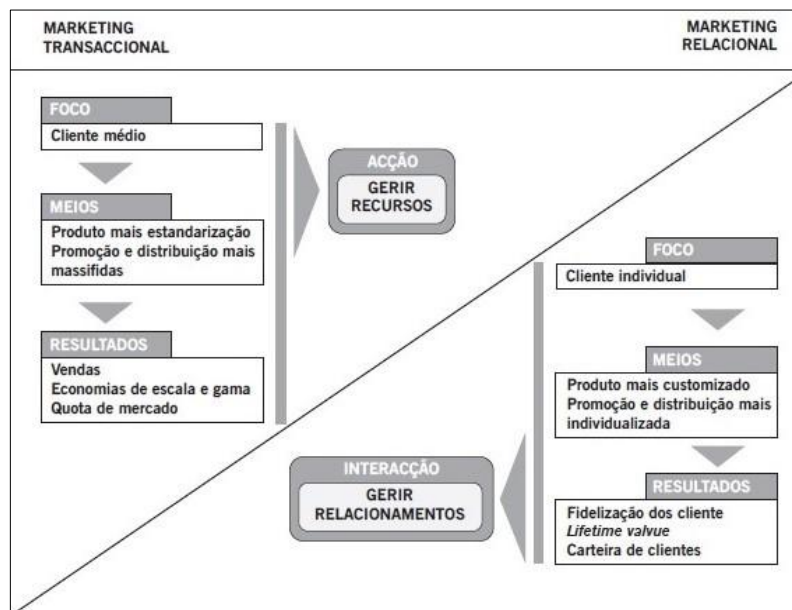 MARKETING
TRANSACCIONAL
MARKETING
RELACIONAL
FOCO
Cliente médio
MEIOS
Produto mais estandarização
Promoção e distribuição mais
massifidas
RESULTADOS
Vendas
Economias de escala e gama
Quota de mercado
ACÇÃO
GERIR
RECURSOS
FOCO
Cliente individual
MEIOS
Produto mais customizado
Promoção e distribuição mais
individualizada
RESULTADOS
Fidelização dos cliente
Lifetime valvue
Carteira de clientes
INTERACÇÃO
GERIR
RELACIONAMENTOS